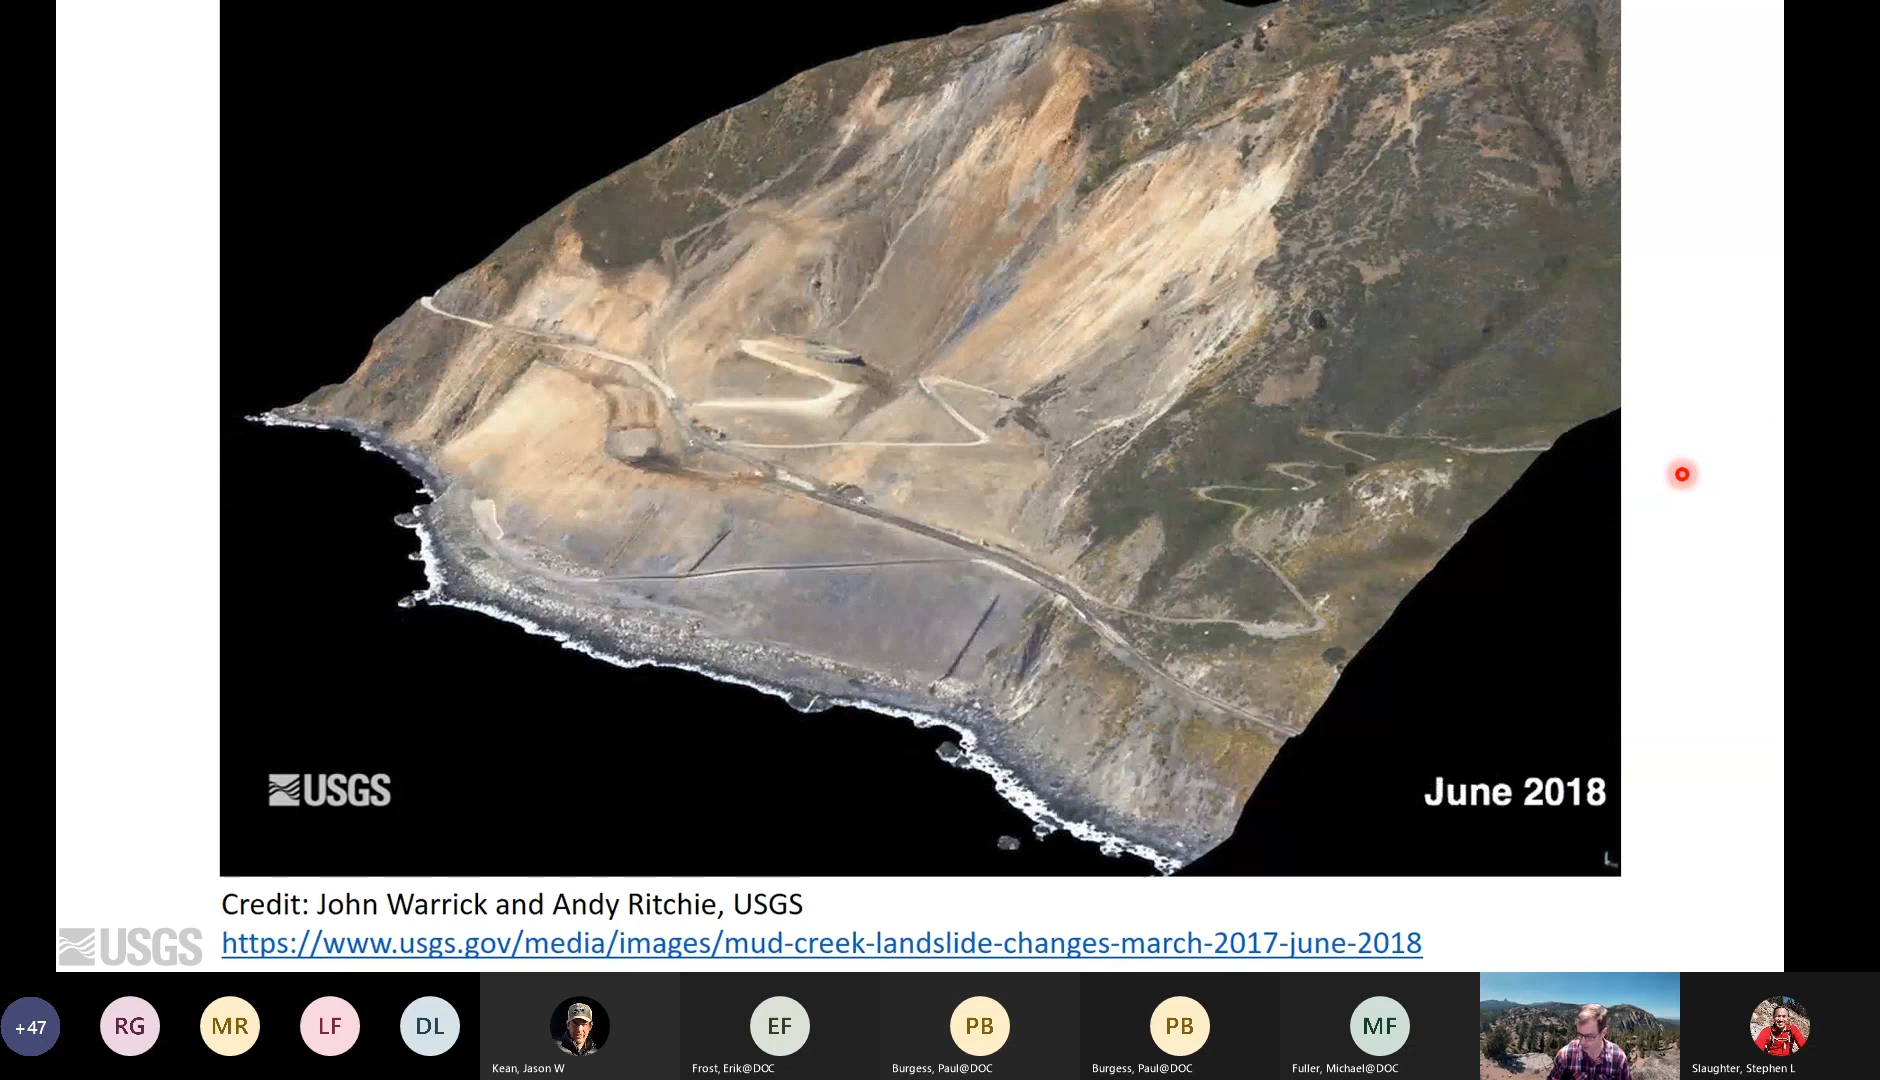 USGS
June 2018
Credit: John Warrick and Andy Ritchie, USGS
USGS
https://www.usgs.gov/media/images/mud-creek-landslide-changes-march-2017-june-2018
+47
RG
MR
LF
DL
EF
PB
PB
MF
Kean, Jason W
Frost, Erik@DOC
Burgess, Paul@DOC
Burgess, Paul@DOC
Fuller, Michael@DOC
Slaughter, Stephen L